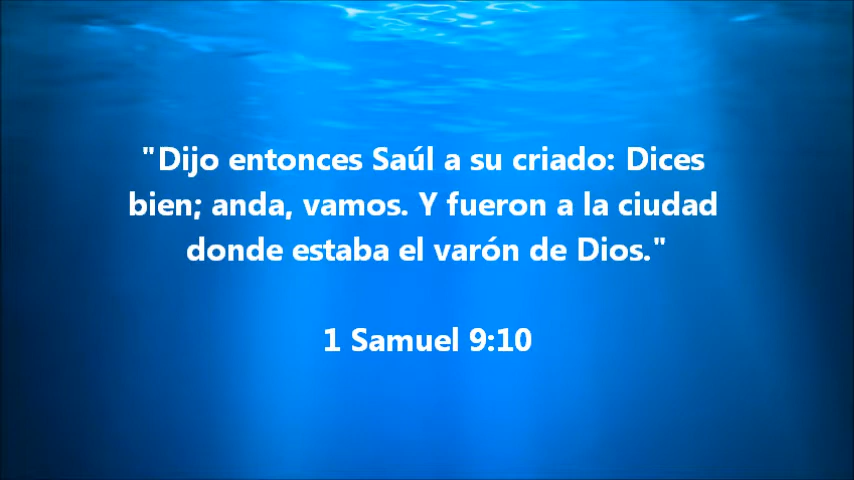 "Dijo entonces Saúl a su criado: Dices
bien; anda, vamos. Y fueron a la ciudad
donde estaba el varón de Dios."
1 Samuel 9:10